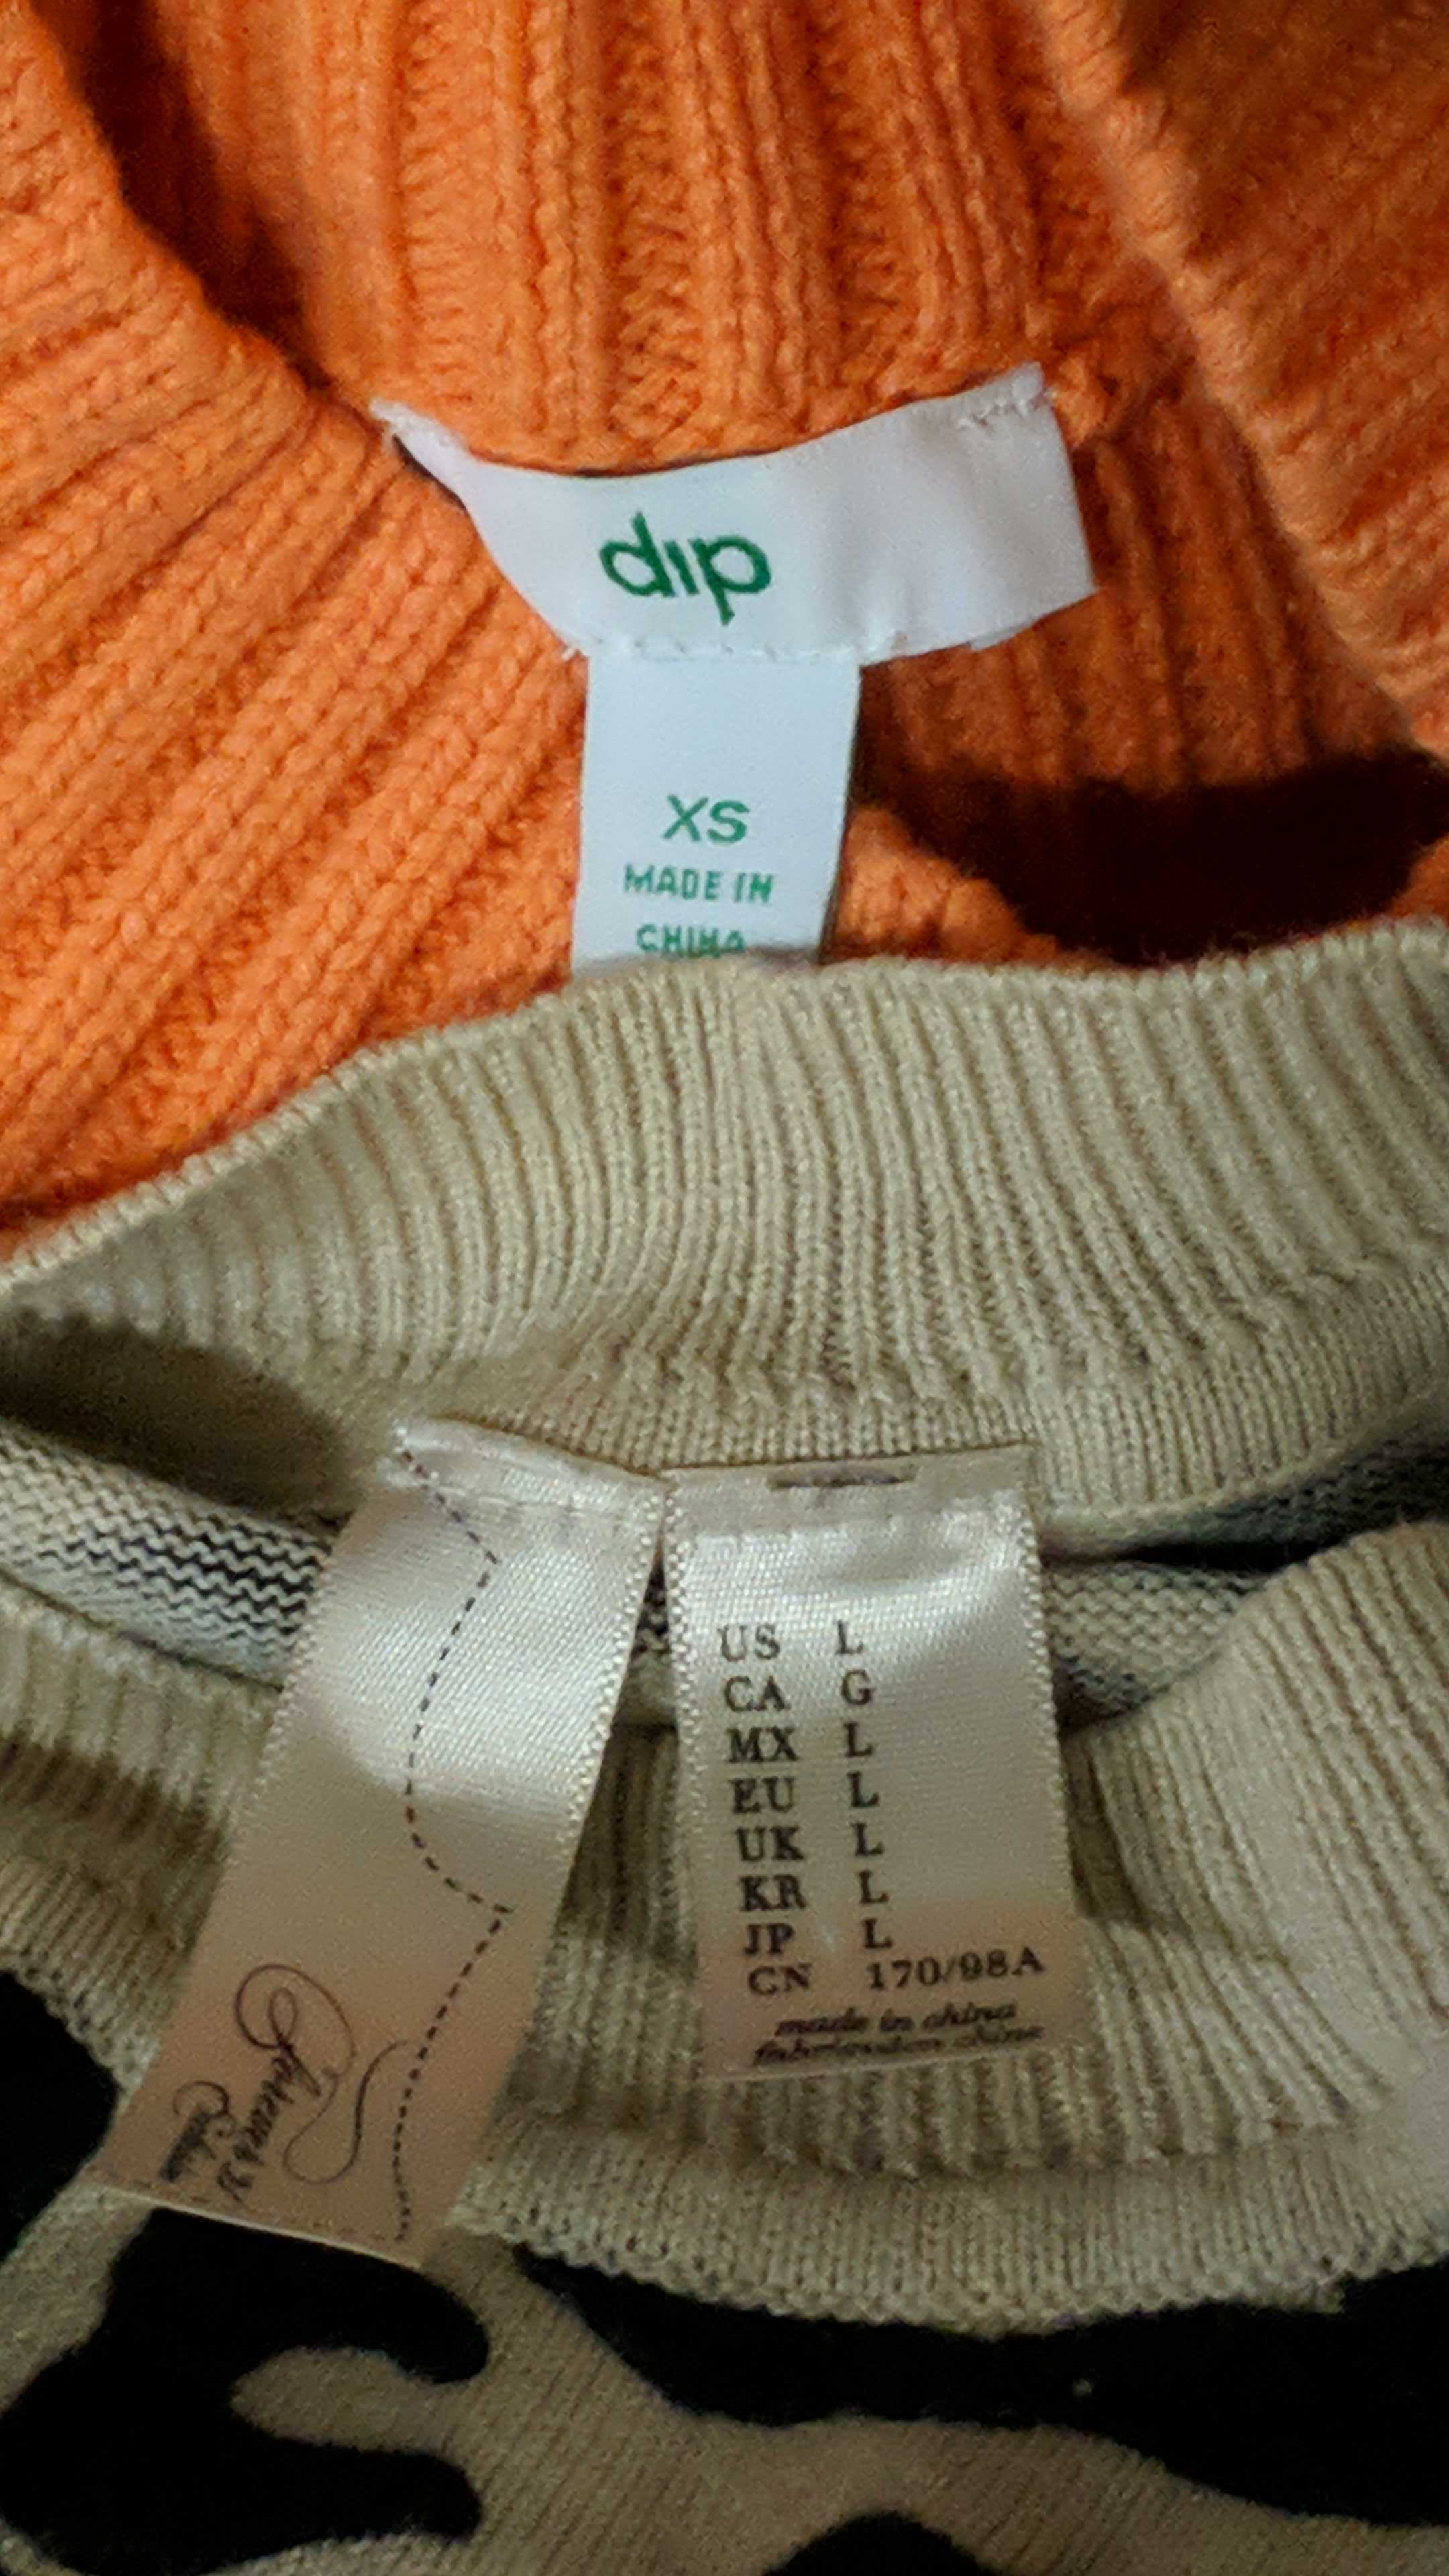 dip
XS
MADE IN
CHINA
US L
CA G
MX L
EU L
UK L
KR L
JP L
CN 170/98A
made in china